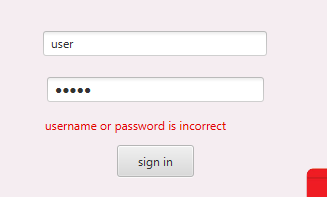 user
●●●●●
username or password is incorrect
sign in